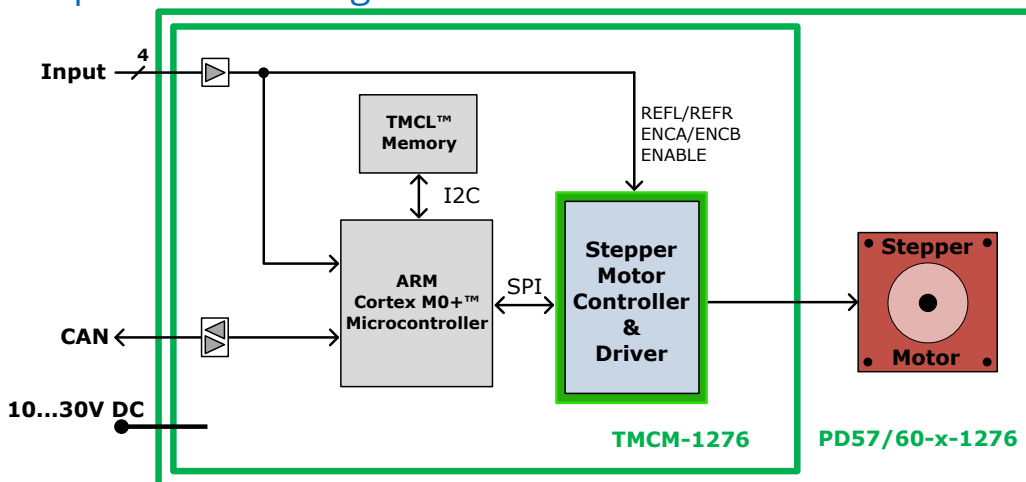 4
Input
REFL/REFR
ENCA/ENCB
ENABLE
TMCL™
Memory
I2C
Stepper
Motor
Controller
&
Driver
Stepper
Motor
ARM
Cortex M0+™
Microcontroller
SPI
CAN
10...30V DC
TMCM-1276
PD57/60-x-1276